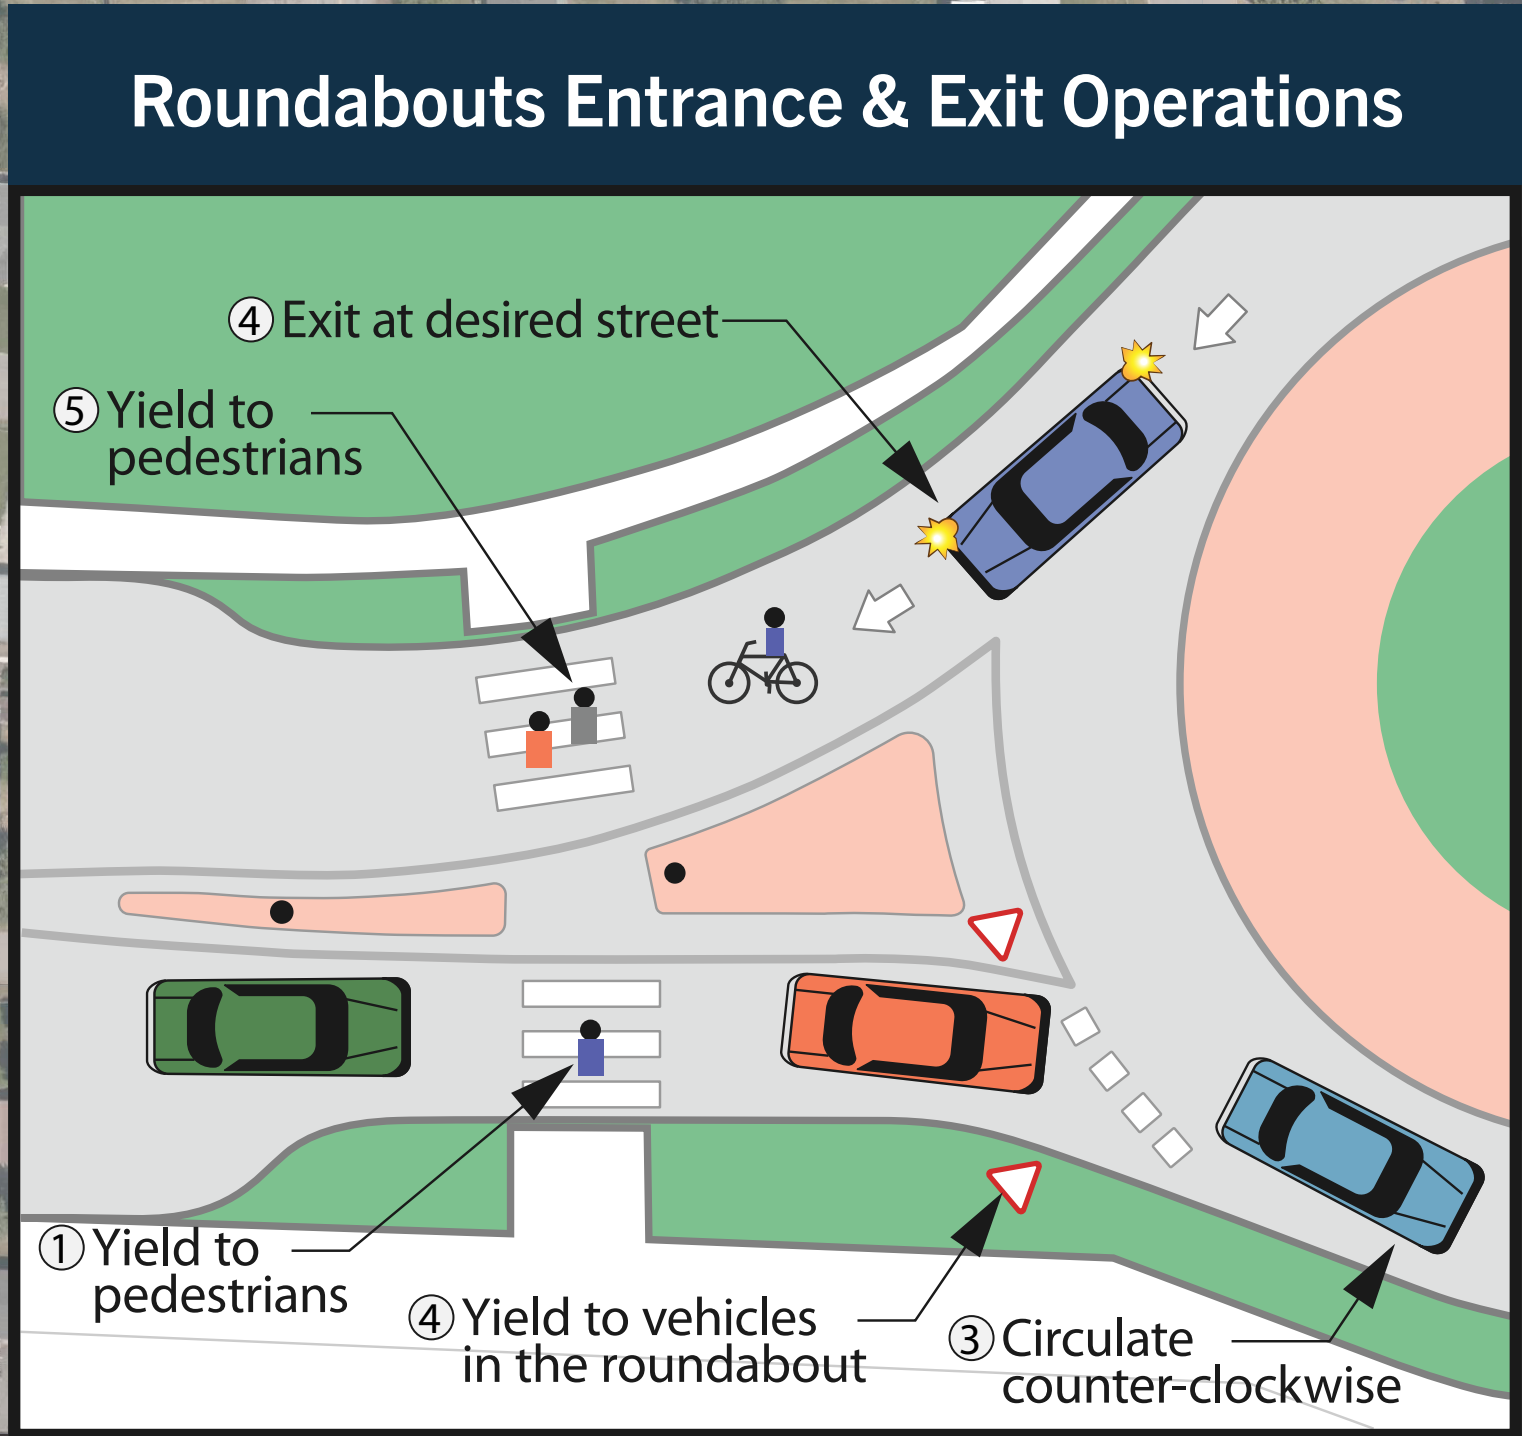 Roundabouts Entrance & Exit Operations
④ Exit at desired street
⑤ Yield to
pedestrians
① Yield to
pedestrians
④ Yield to vehicles
in the roundabout
③ Circulate
counter-clockwise